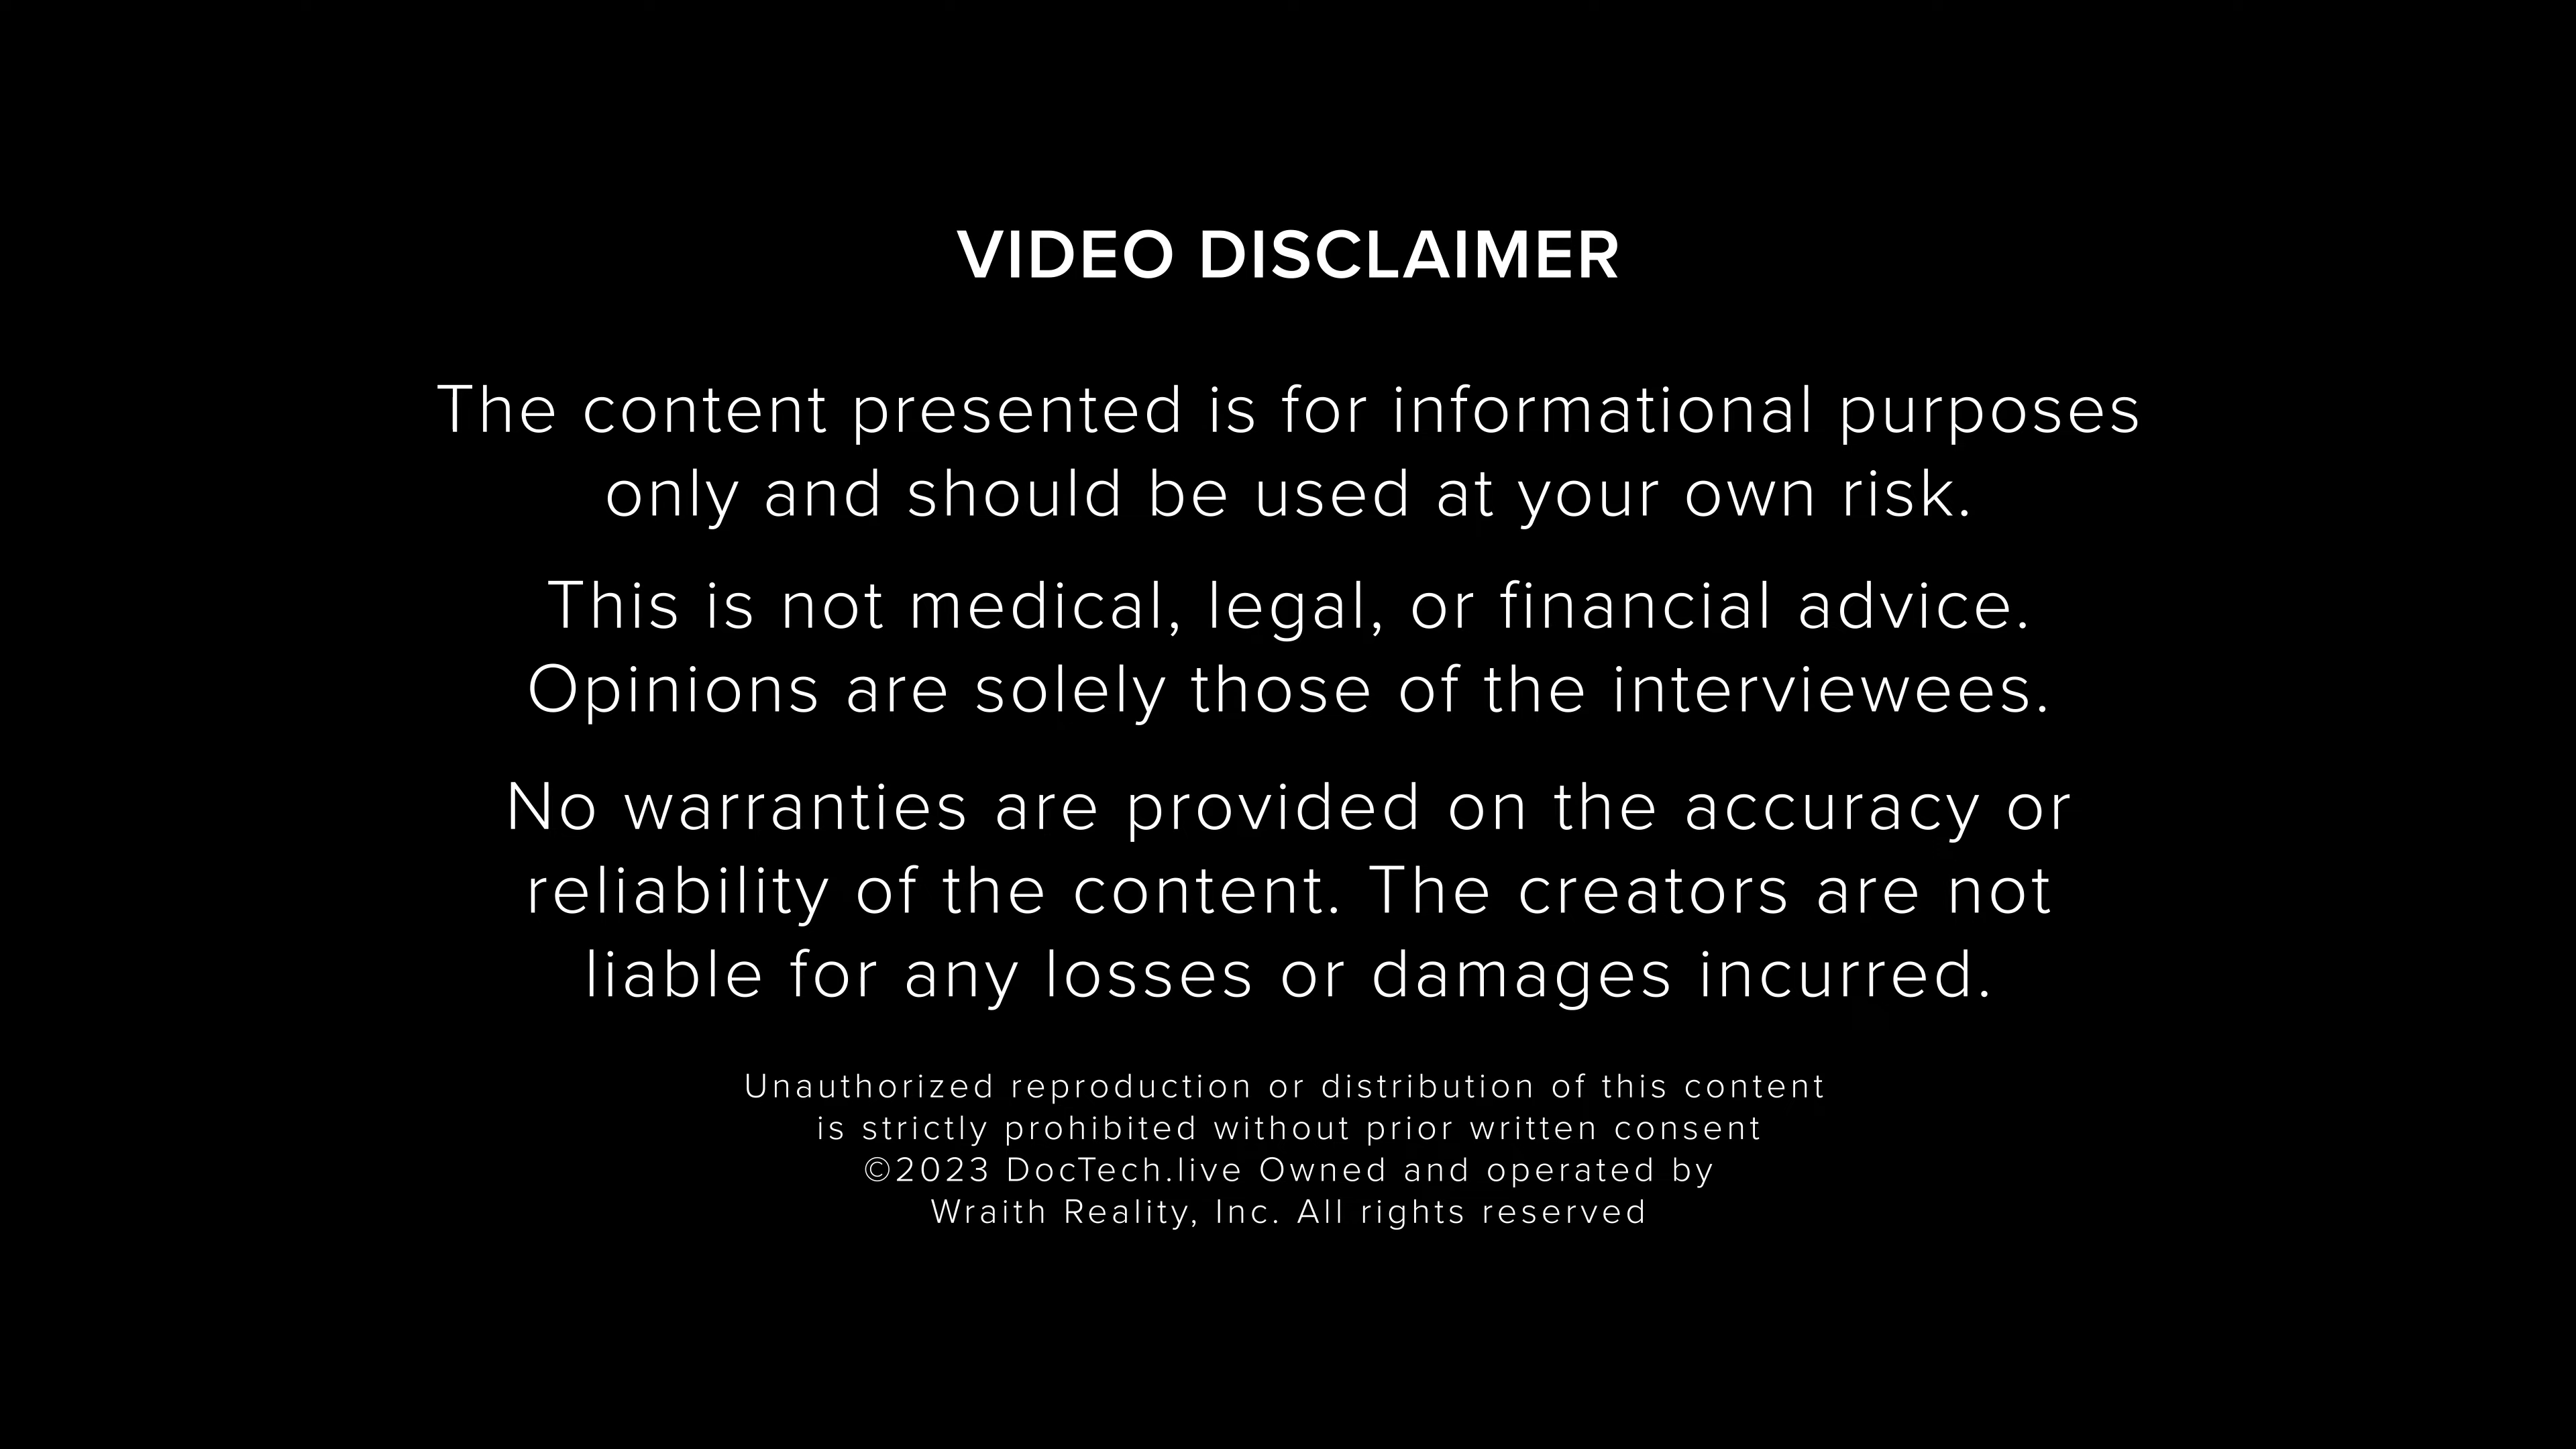 VIDEO DISCLAIMER
The content presented is for informational purposes
only and should be used at your own risk.
This is not medical, legal, or financial advice.
Opinions are solely those of the interviewees.
No warranties are provided on the accuracy or
reliability of the content. The creators are not
liable for any losses or damages incurred.
Unauthorized reproduction or distribution of this content
is strictly prohibited without prior written consent
©2023 DocTech.live Owned and operated by
Wraith Reality, Inc. All rights reserved